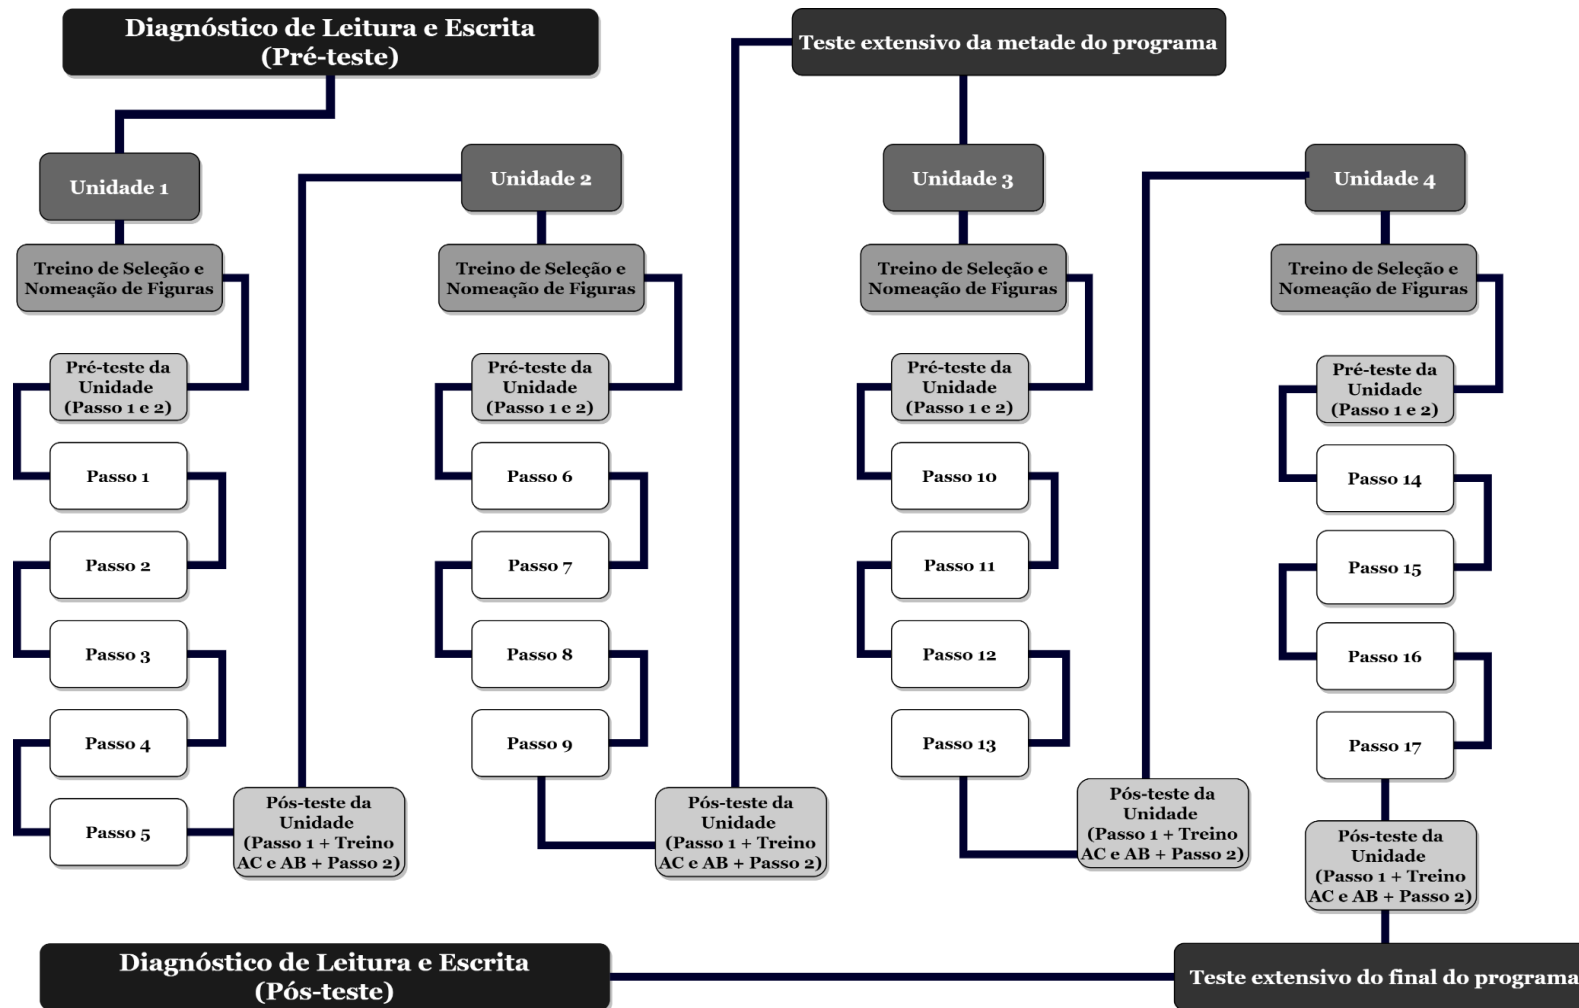 Diagnóstico de Leitura e Escrita
(Pré-teste)
Unidade 1
Treino de Seleção e
Nomeação de Figuras
Pré-teste da
Unidade
(Passo 1 e 2)
Passo 1
Passo 2
Passo 3
Passo 4
Passo 5
Pós-teste da
Unidade
(Passo 1 + Treino
AC e AB + Passo 2)
Unidade 2
Treino de Seleção e
Nomeação de Figuras
Pré-teste da
Unidade
(Passo 1 e 2)
Passo 6
Passo 7
Passo 8
Passo 9
Pós-teste da
Unidade
(Passo 1 + Treino
AC e AB + Passo 2)
Teste extensivo da metade do programa
Unidade 3
Treino de Seleção e
Nomeação de Figuras
Pré-teste da
Unidade
(Passo 1 e 2)
Passo 10
Passo 11
Passo 12
Passo 13
Pós-teste da
Unidade
(Passo 1 + Treino
AC e AB + Passo 2)
Unidade 4
Treino de Seleção e
Nomeação de Figuras
Pré-teste da
Unidade
(Passo 1 e 2)
Passo 14
Passo 15
Passo 16
Passo 17
Pós-teste da
Unidade
(Passo 1 + Treino
AC e AB + Passo 2)
Teste extensivo do final do programa
Diagnóstico de Leitura e Escrita
(Pós-teste)